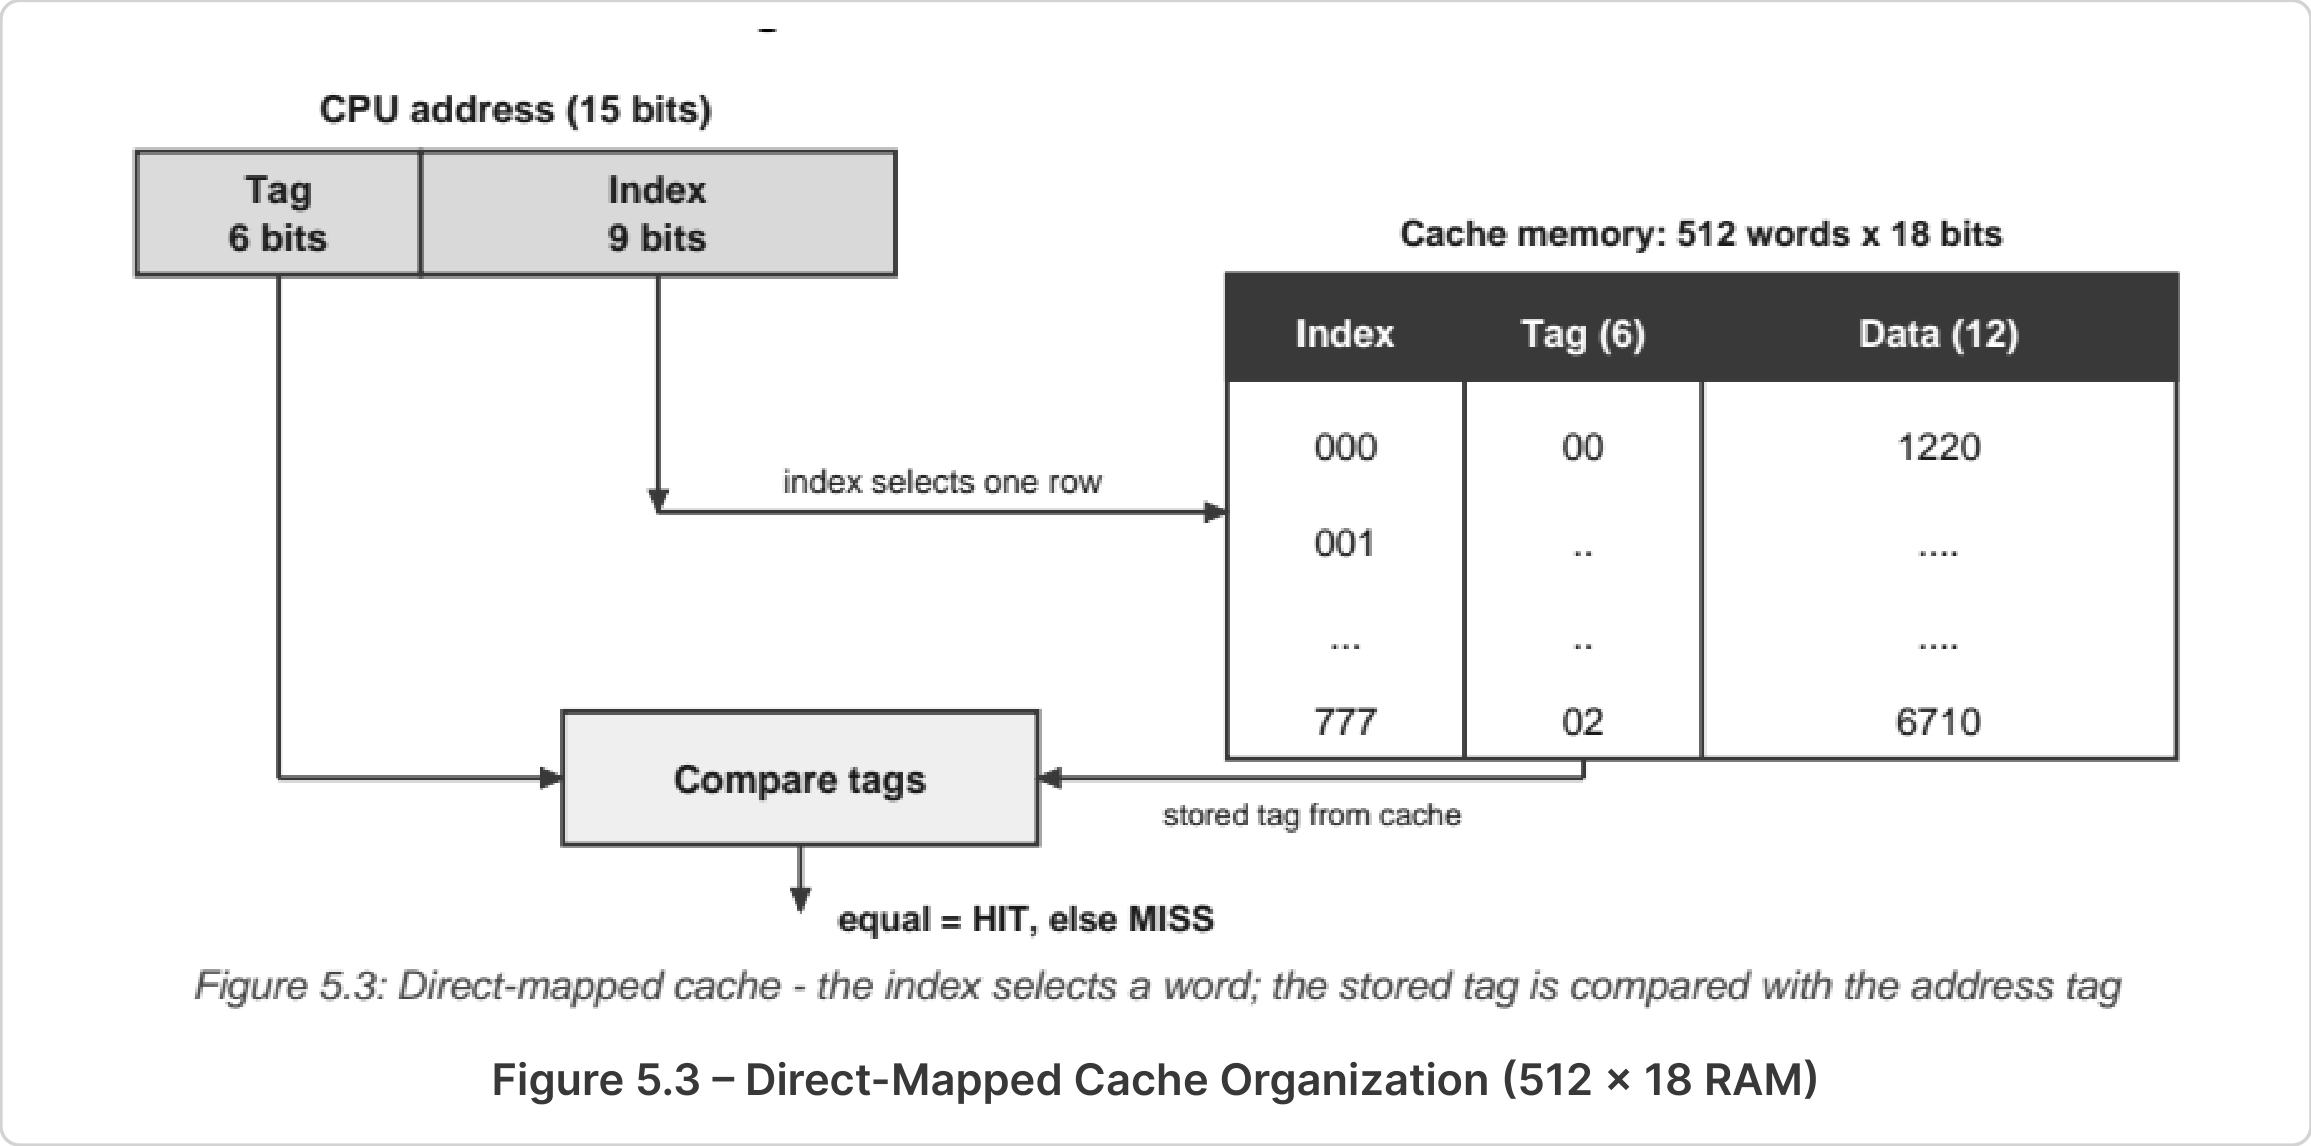 CPU address (15 bits)
Tag
6 bits
Index
9 bits
Cache memory: 512 words x 18 bits
Index Tag (6) Data (12)
000 00 1220
001 .. ....
... .. ....
777 02 6710
index selects one row
Compare tags
stored tag from cache
equal = HIT, else MISS
Figure 5.3: Direct-mapped cache - the index selects a word; the stored tag is compared with the address tag
Figure 5.3 – Direct-Mapped Cache Organization (512 × 18 RAM)